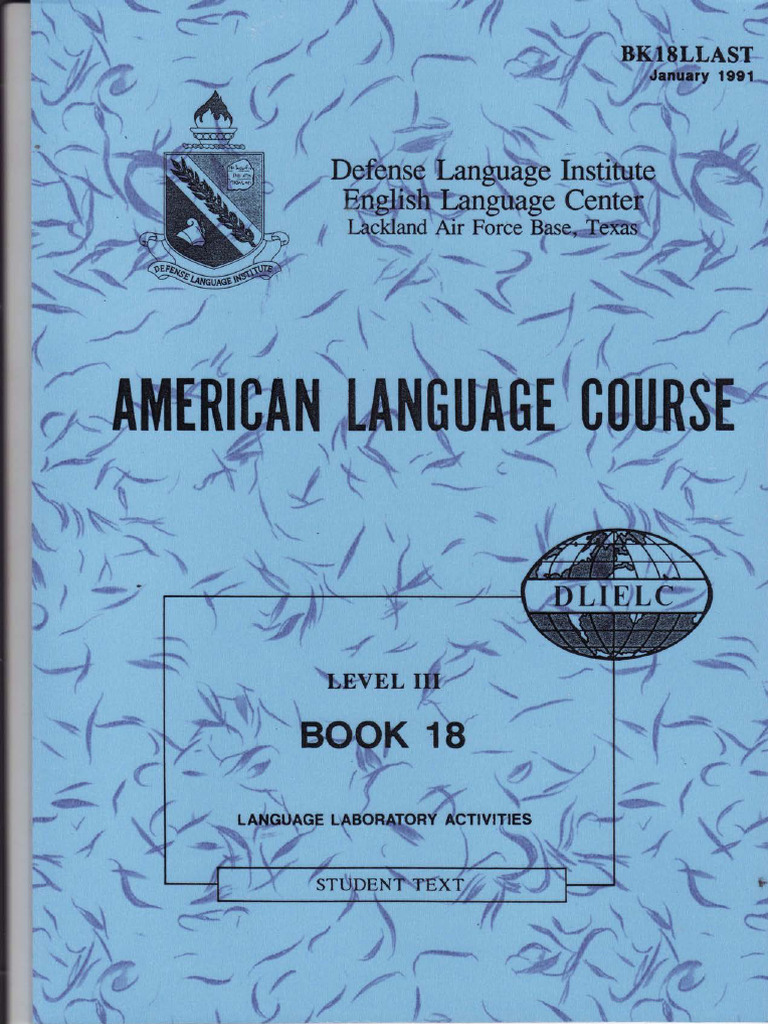 BK18LLAST
January 1991
Defense Language Institute
English Language Center
Lackland Air Force Base, Texas
DEFENSE LANGUAGE INSTITUTE
AMERICAN LANGUAGE COURSE
DLIELC
LEVEL III
BOOK 18
LANGUAGE LABORATORY ACTIVITIES
STUDENT TEXT